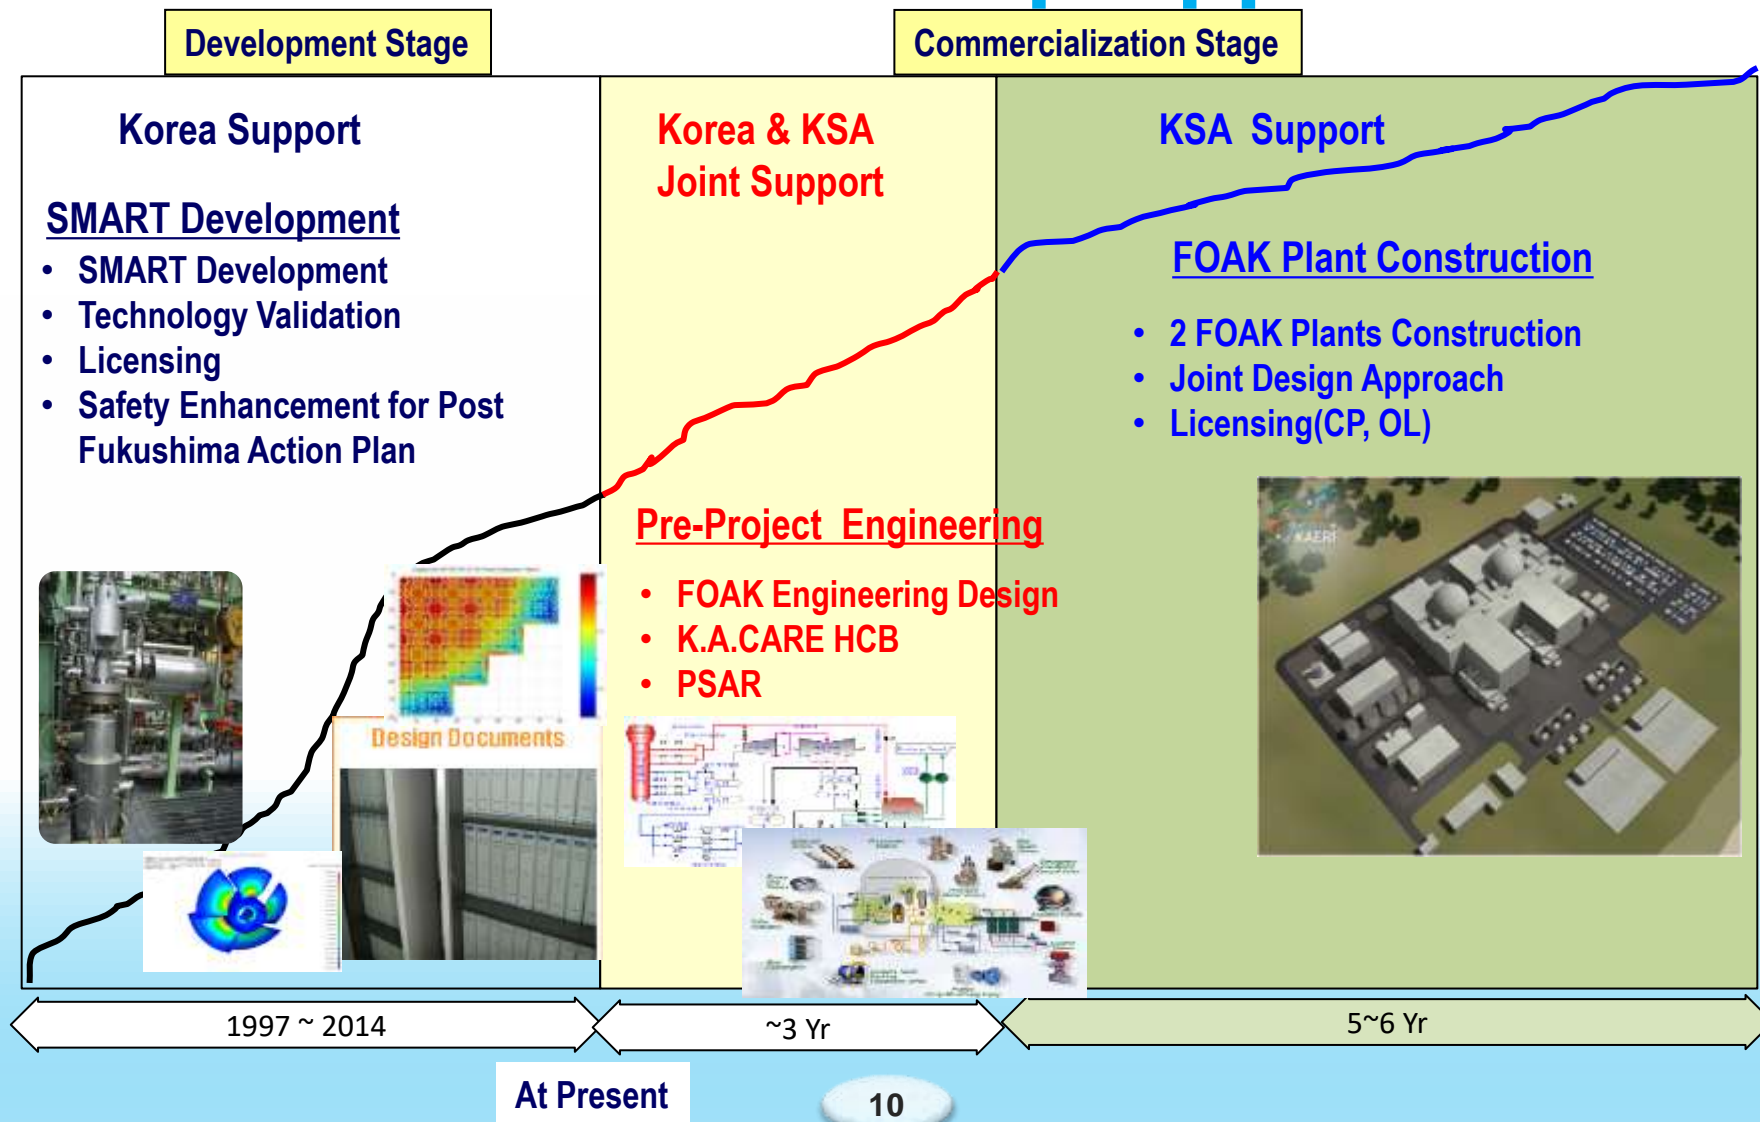 Development Stage
Commercialization Stage
Korea Support
Korea & KSA
Joint Support
KSA Support
SMART Development
• SMART Development
• Technology Validation
• Licensing
• Safety Enhancement for Post
Fukushima Action Plan
FOAK Plant Construction
• 2 FOAK Plants Construction
• Joint Design Approach
• Licensing(CP, OL)
Pre-Project Engineering
• FOAK Engineering Design
• K.A.CARE HCB
• PSAR
Design Documents
KAERI
1997 ~ 2014
~3 Yr
5~6 Yr
At Present
10